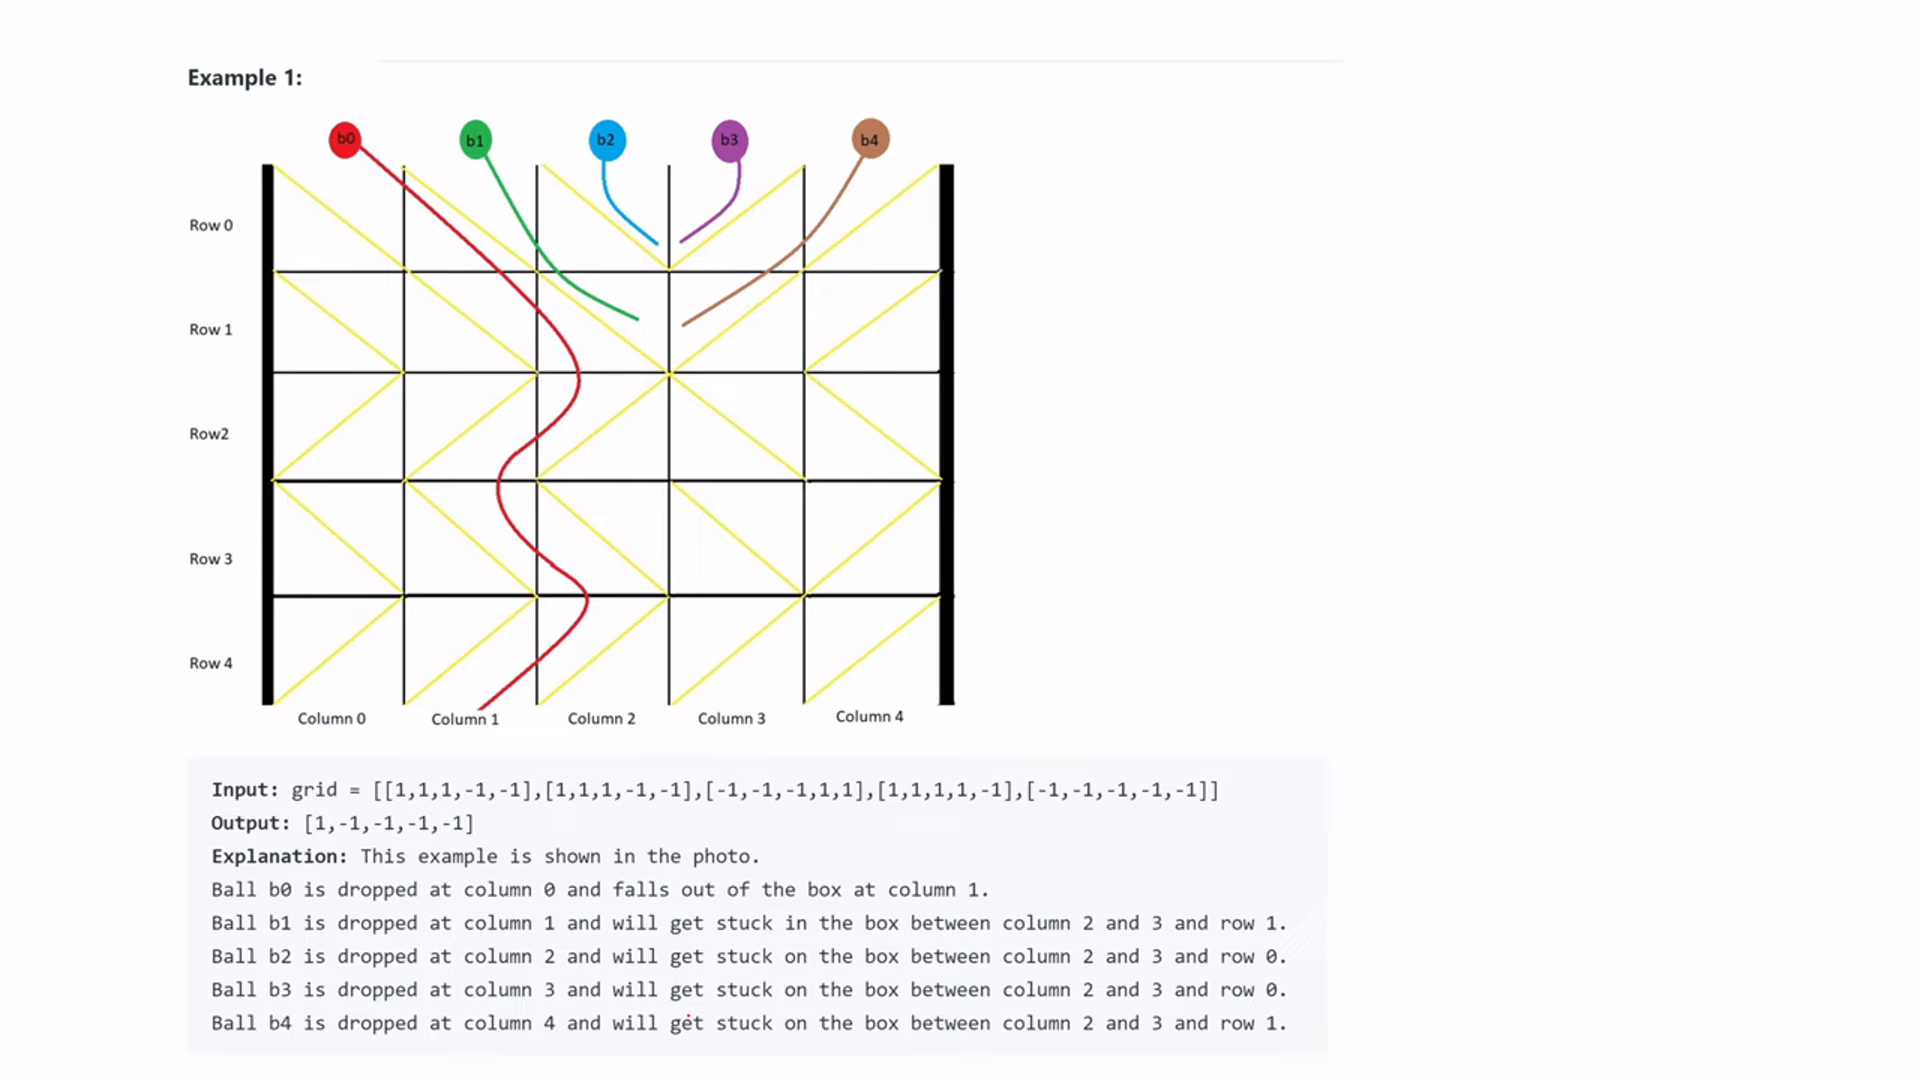 Example 1:
b0 b1 b2 b3 b4
Row 0
Row 1
Row2
Row 3
Row 4
Column 0 Column 1 Column 2 Column 3 Column 4
Input: grid = [[1,1,1,-1,-1],[1,1,1,-1,-1],[-1,-1,-1,1,1],[1,1,1,1,-1],[-1,-1,-1,-1,-1]]
Output: [1,-1,-1,-1,-1]
Explanation: This example is shown in the photo.
Ball b0 is dropped at column 0 and falls out of the box at column 1.
Ball b1 is dropped at column 1 and will get stuck in the box between column 2 and 3 and row 1.
Ball b2 is dropped at column 2 and will get stuck on the box between column 2 and 3 and row 0.
Ball b3 is dropped at column 3 and will get stuck on the box between column 2 and 3 and row 0.
Ball b4 is dropped at column 4 and will get stuck on the box between column 2 and 3 and row 1.